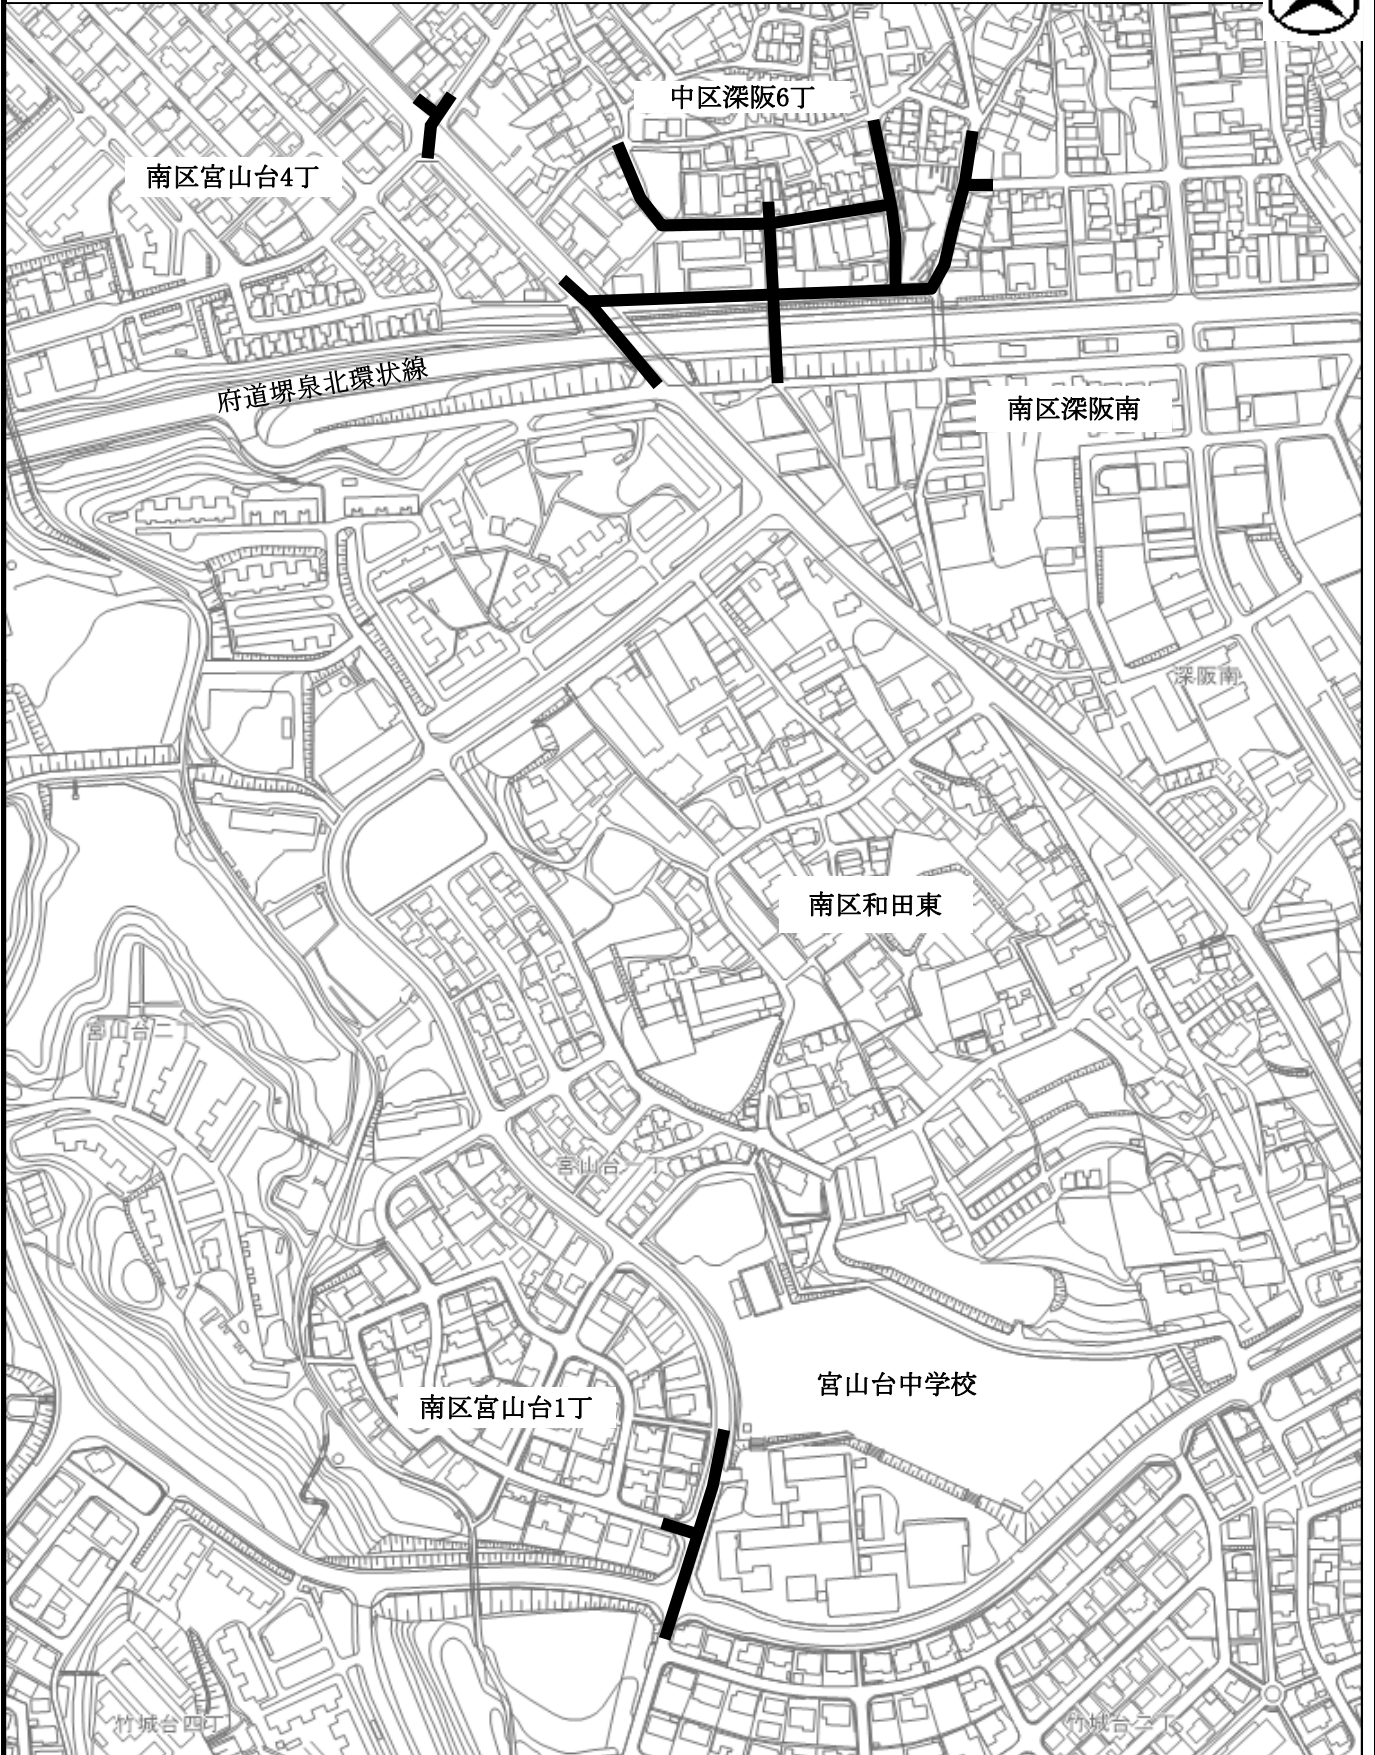 中区深阪6丁
南区宮山台4丁
府道堺泉北環状線
南区深阪南
深阪南
南区和田東
宮山台二丁
宮山台一丁
宮山台中学校
南区宮山台1丁
竹城台四丁
竹城台二丁